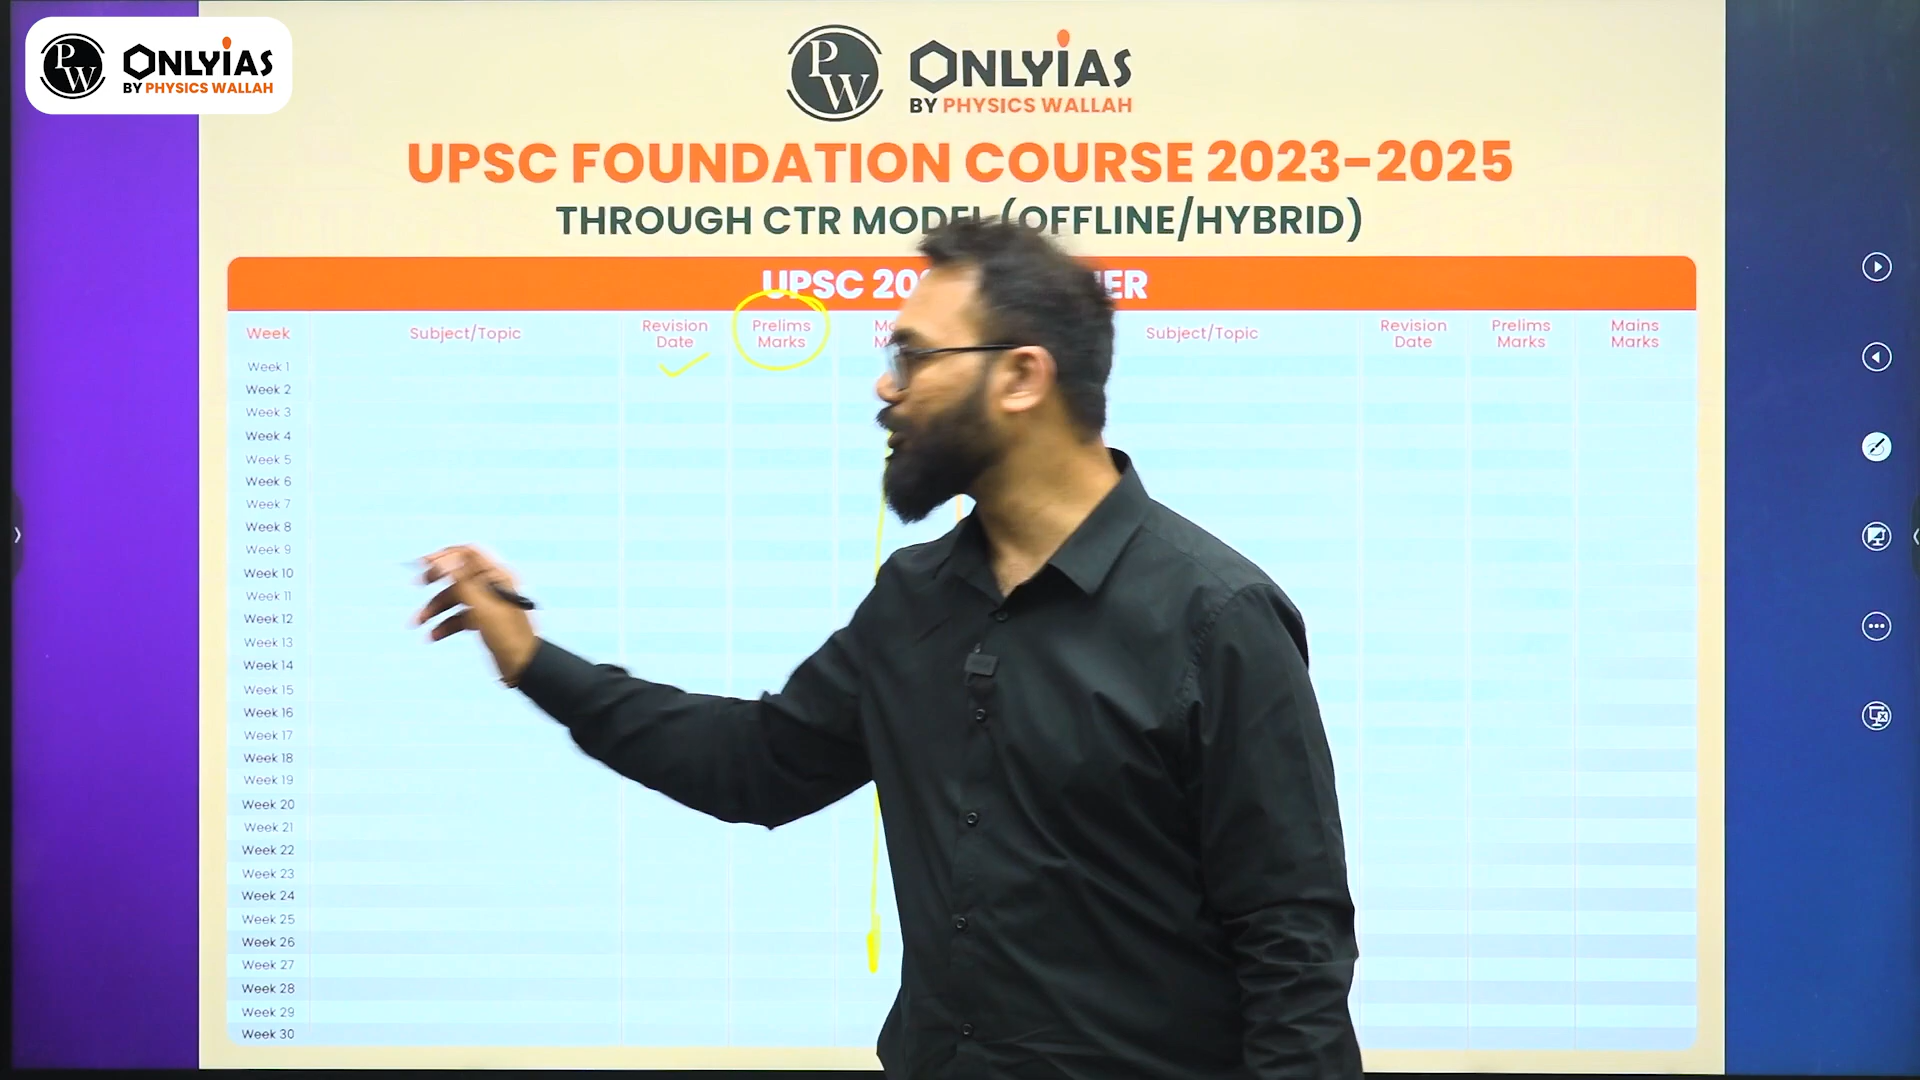 PW ONLYIAS
BY PHYSICS WALLAH
PW ONLYIAS
BY PHYSICS WALLAH
UPSC FOUNDATION COURSE 2023-2025
THROUGH CTR (OFFLINE/HYBRID)
UPSC
Week Subject/Topic Revision Date Prelims Marks Subject/Topic Revision Date Prelims Marks Mains Marks
Week 1
Week 2
Week 3
Week 4
Week 5
Week 6
Week 7
Week 8
Week 9
Week 10
Week 11
Week 12
Week 13
Week 14
Week 15
Week 16
Week 17
Week 18
Week 19
Week 20
Week 21
Week 22
Week 23
Week 24
Week 25
Week 26
Week 27
Week 28
Week 29
Week 30